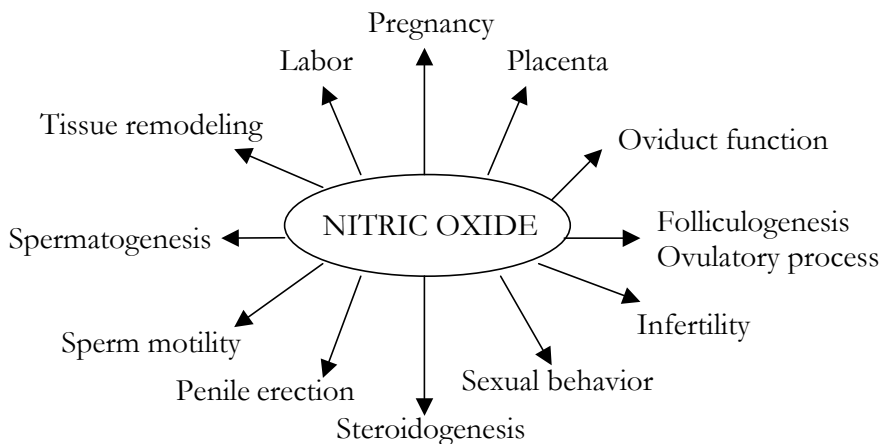 Pregnancy
Labor
Placenta
Tissue remodeling
Oviduct function
NITRIC OXIDE
Spermatogenesis
Folliculogenesis
Ovulatory process
Infertility
Sperm motility
Penile erection
Sexual behavior
Steroidogenesis